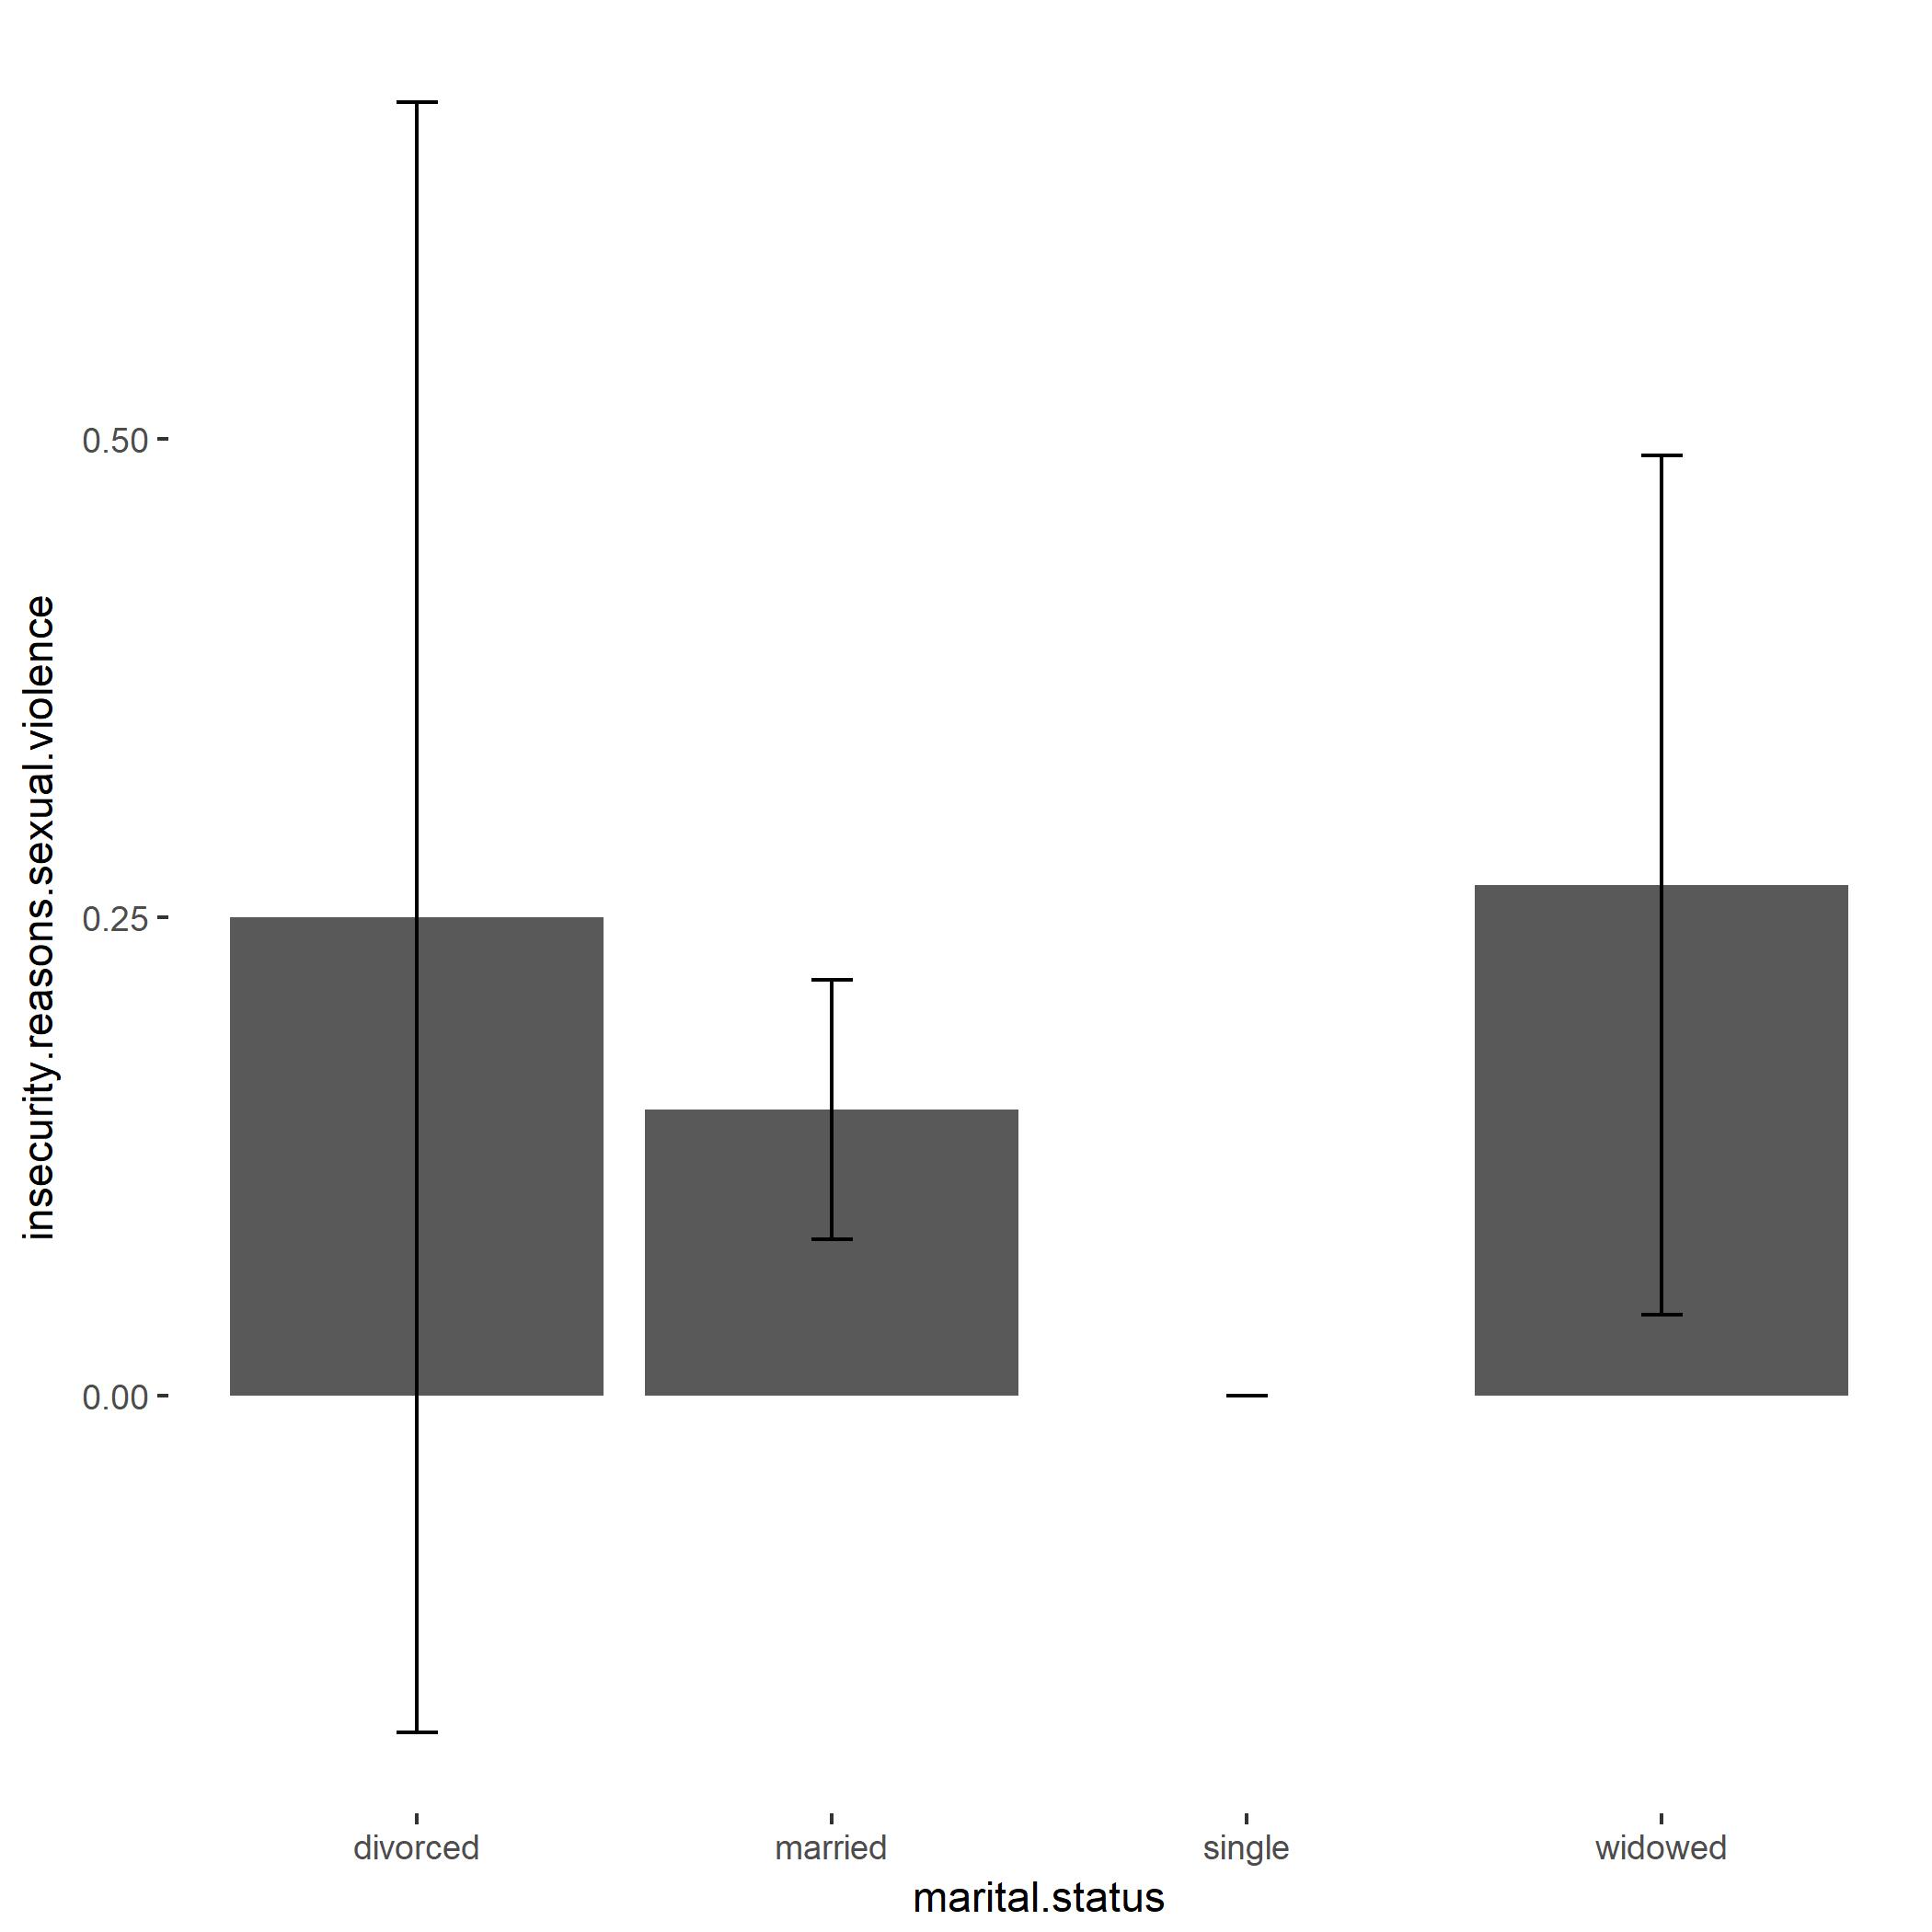 insecurity.reasons.sexual.violence
0.50
0.25
0.00
divorced married single widowed
marital.status